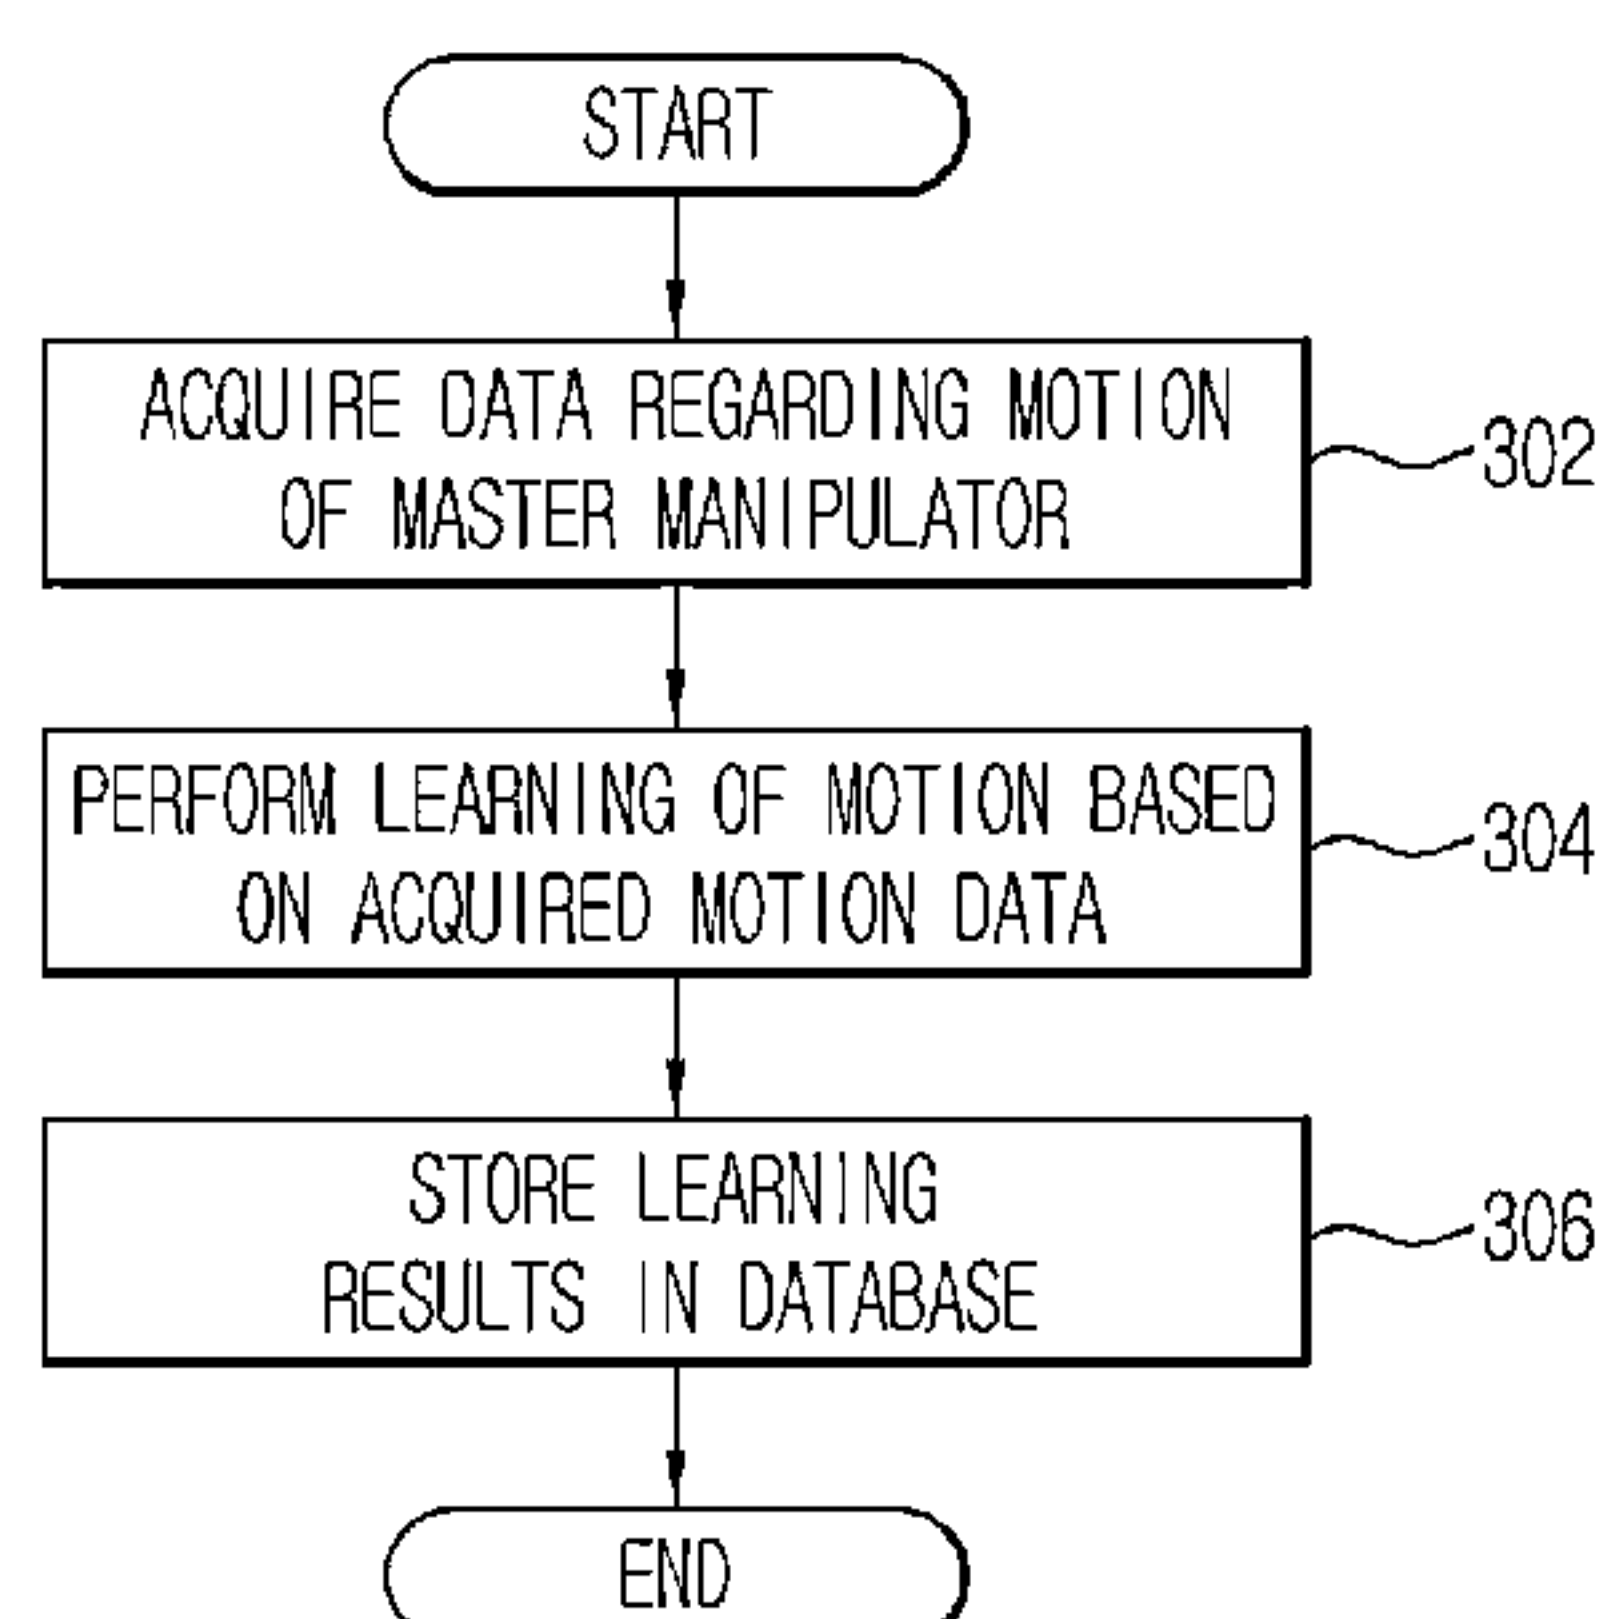 START
ACQUIRE DATA REGARDING MOTION
OF MASTER MANIPULATOR
302
PERFORM LEARNING OF MOTION BASED
ON ACQUIRED MOTION DATA
304
STORE LEARNING
RESULTS IN DATABASE
306
END